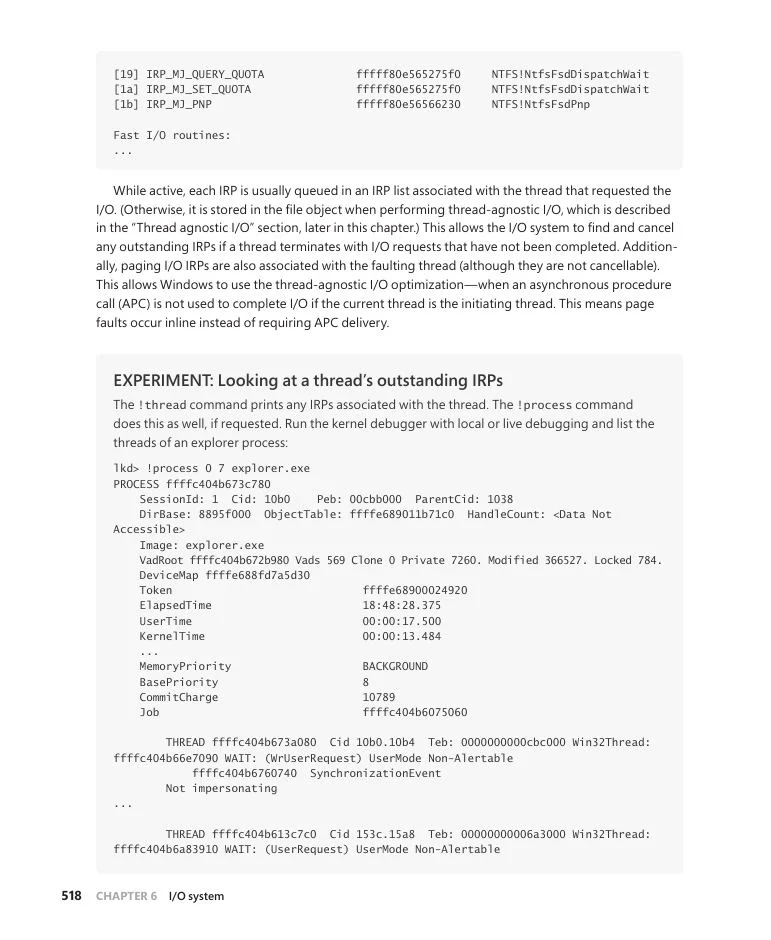 [19] IRP_MJ_QUERY_QUOTA fffff80e565275f0 NTFS!NtfsFsdDispatchWait
[1a] IRP_MJ_SET_QUOTA fffff80e565275f0 NTFS!NtfsFsdDispatchWait
[1b] IRP_MJ_PNP fffff80e56566230 NTFS!NtfsFsdPnp
Fast I/O routines:
...
While active, each IRP is usually queued in an IRP list associated with the thread that requested the
I/O. (Otherwise, it is stored in the file object when performing thread-agnostic I/O, which is described
in the “Thread agnostic I/O” section, later in this chapter.) This allows the I/O system to find and cancel
any outstanding IRPs if a thread terminates with I/O requests that have not been completed. Addition-
ally, paging I/O IRPs are also associated with the faulting thread (although they are not cancellable).
This allows Windows to use the thread-agnostic I/O optimization—when an asynchronous procedure
call (APC) is not used to complete I/O if the current thread is the initiating thread. This means page
faults occur inline instead of requiring APC delivery.
EXPERIMENT: Looking at a thread’s outstanding IRPs
The !thread command prints any IRPs associated with the thread. The !process command
does this as well, if requested. Run the kernel debugger with local or live debugging and list the
threads of an explorer process:
lkd> !process 0 7 explorer.exe
PROCESS ffffc404b673c780
SessionId: 1 Cid: 10b0 Peb: 00cbb000 ParentCid: 1038
DirBase: 8895f000 ObjectTable: ffffe689011b71c0 HandleCount: <Data Not
Accessible>
Image: explorer.exe
VadRoot ffffc404b672b980 Vads 569 Clone 0 Private 7260. Modified 366527. Locked 784.
DeviceMap ffffe688fd7a5d30
Token ffffe68900024920
ElapsedTime 18:48:28.375
UserTime 00:00:17.500
KernelTime 00:00:13.484
...
MemoryPriority BACKGROUND
BasePriority 8
CommitCharge 10789
Job ffffc404b6075060
THREAD ffffc404b673a080 Cid 10b0.10b4 Teb: 0000000000cbc000 Win32Thread:
ffffc404b66e7090 WAIT: (WrUserRequest) UserMode Non-Alertable
ffffc404b6760740 SynchronizationEvent
Not impersonating
...
THREAD ffffc404b613c7c0 Cid 153c.15a8 Teb: 00000000006a3000 Win32Thread:
ffffc404b6a83910 WAIT: (UserRequest) UserMode Non-Alertable
518 CHAPTER 6 I/O system